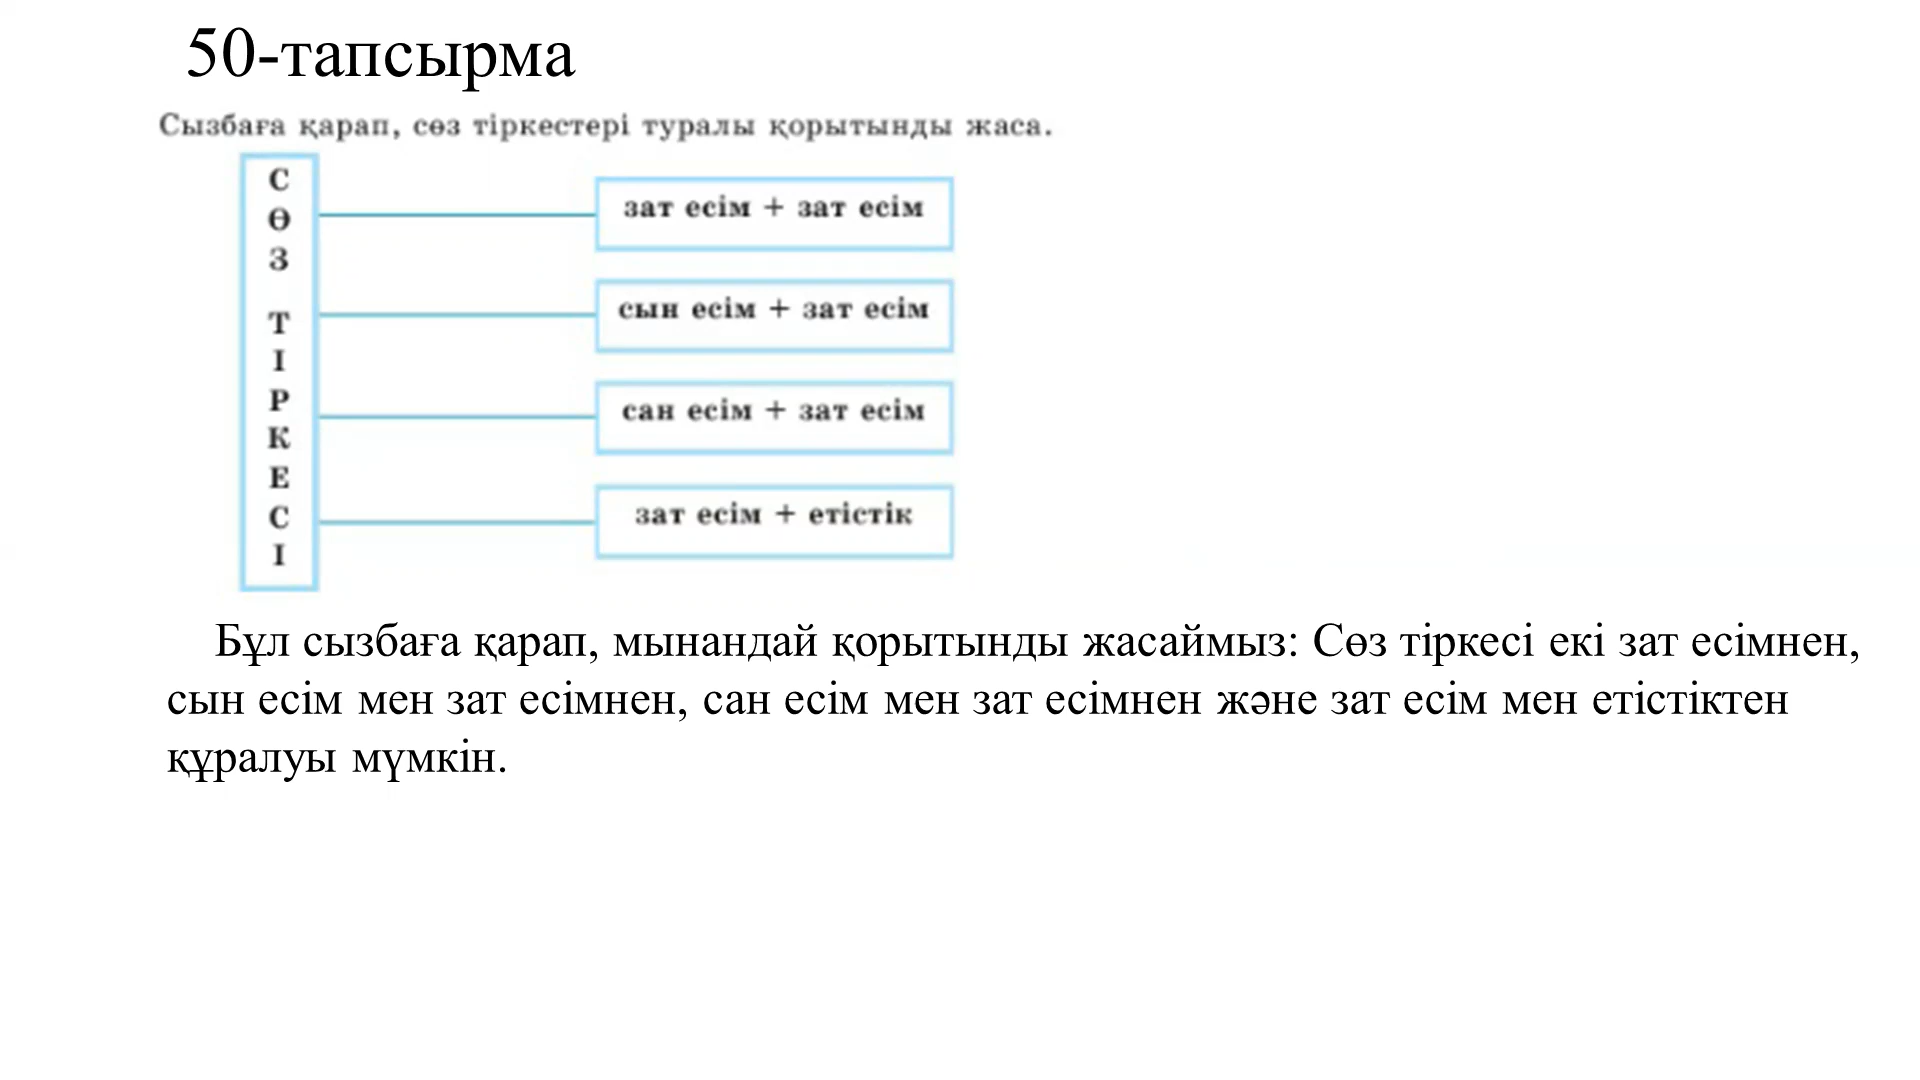 50-тапсырма
Сызбаға қарап, сөз тіркестері туралы қорытынды жаса.
СӨЗ ТІРКЕСІ
зат есім + зат есім
сын есім + зат есім
сан есім + зат есім
зат есім + етістік
Бұл сызбаға қарап, мынандай қорытынды жасаймыз: Сөз тіркесі екі зат есімнен,
сын есім мен зат есімнен, сан есім мен зат есімнен және зат есім мен етістіктен
құралуы мүмкін.